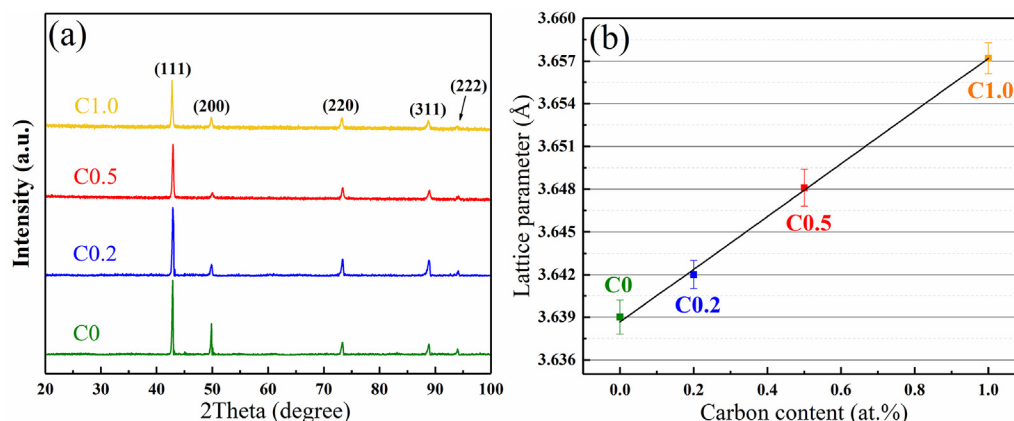 (a)
(111)
(200)
(220)
(311)
(222)
C1.0
C0.5
C0.2
C0
Intensity (a.u.)
20 30 40 50 60 70 80 90 100
2Theta (degree)
(b)
3.660
3.657
3.654
3.651
3.648
3.645
3.642
3.639
3.636
Lattice parameter (Å)
C1.0
C0.5
C0
C0.2
0.0 0.2 0.4 0.6 0.8 1.0
Carbon content (at.%)